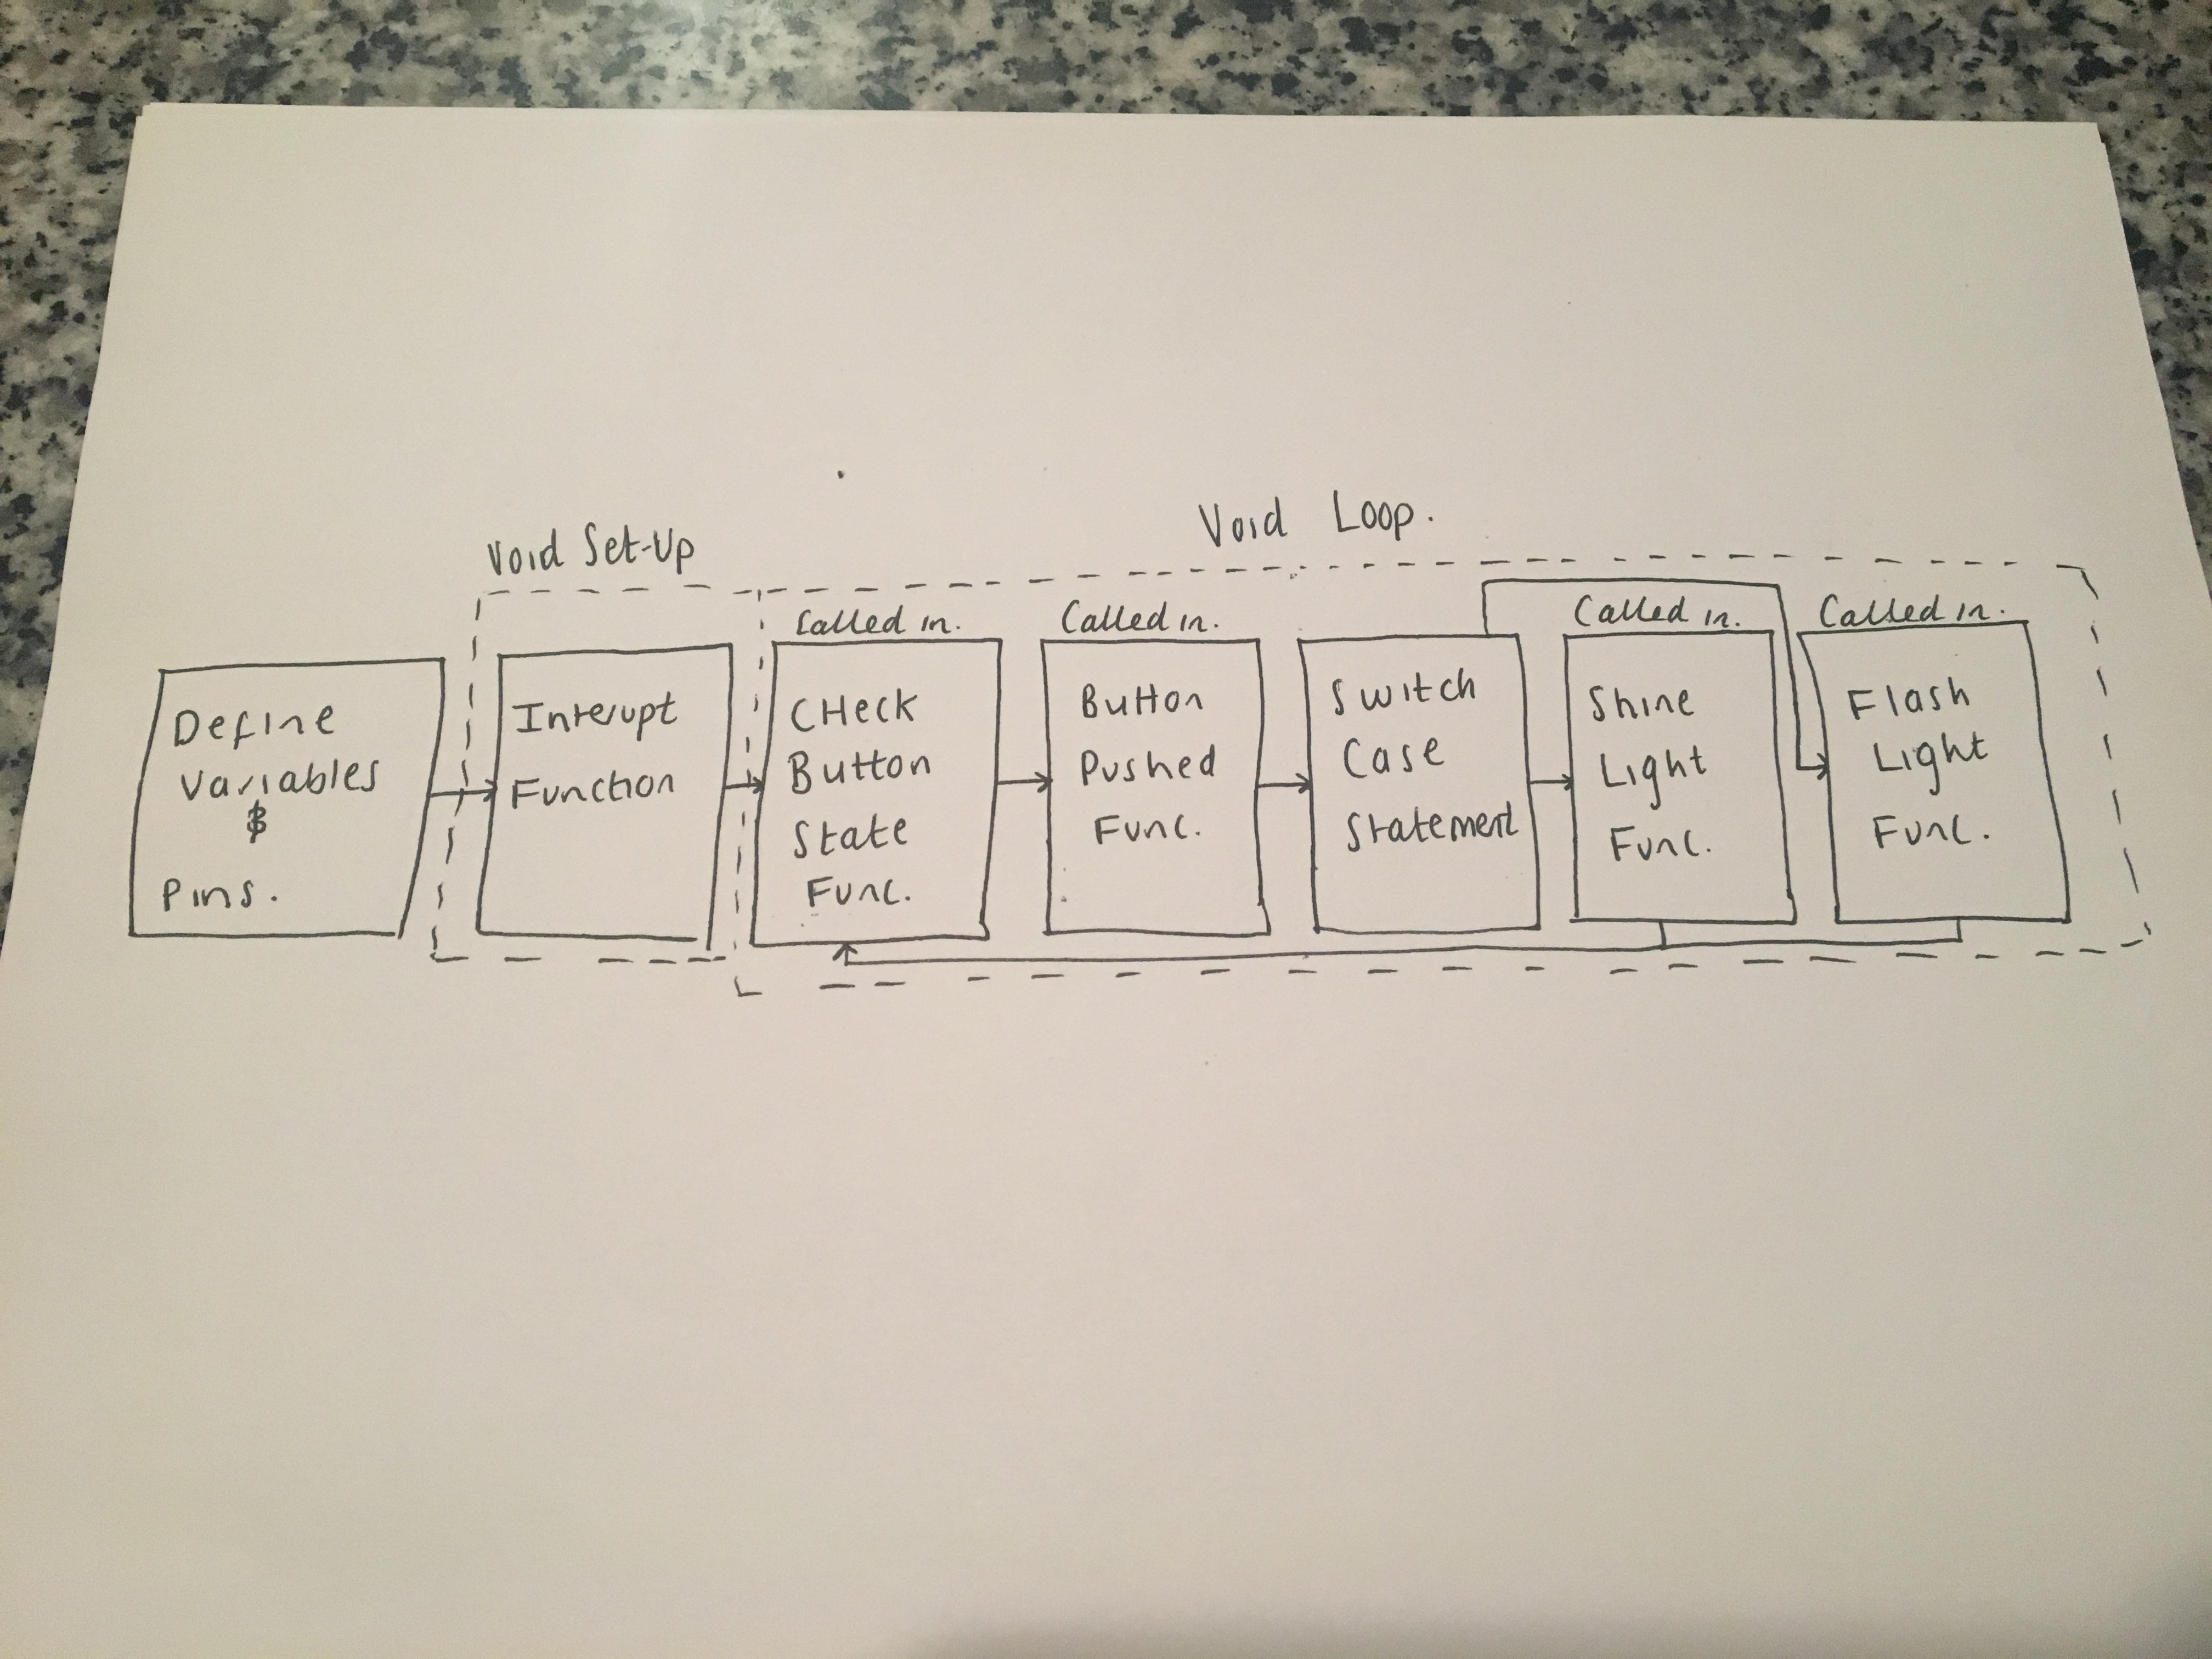 Void Set-Up
Void Loop.
Called in.
Called in.
Called in.
Called in.
Define
Variables
&
Pins.
Interupt
Function
CHeck
Button
State
Func.
Button
Pushed
Func.
Switch
Case
Statement
Shine
Light
Func.
Flash
Light
Func.